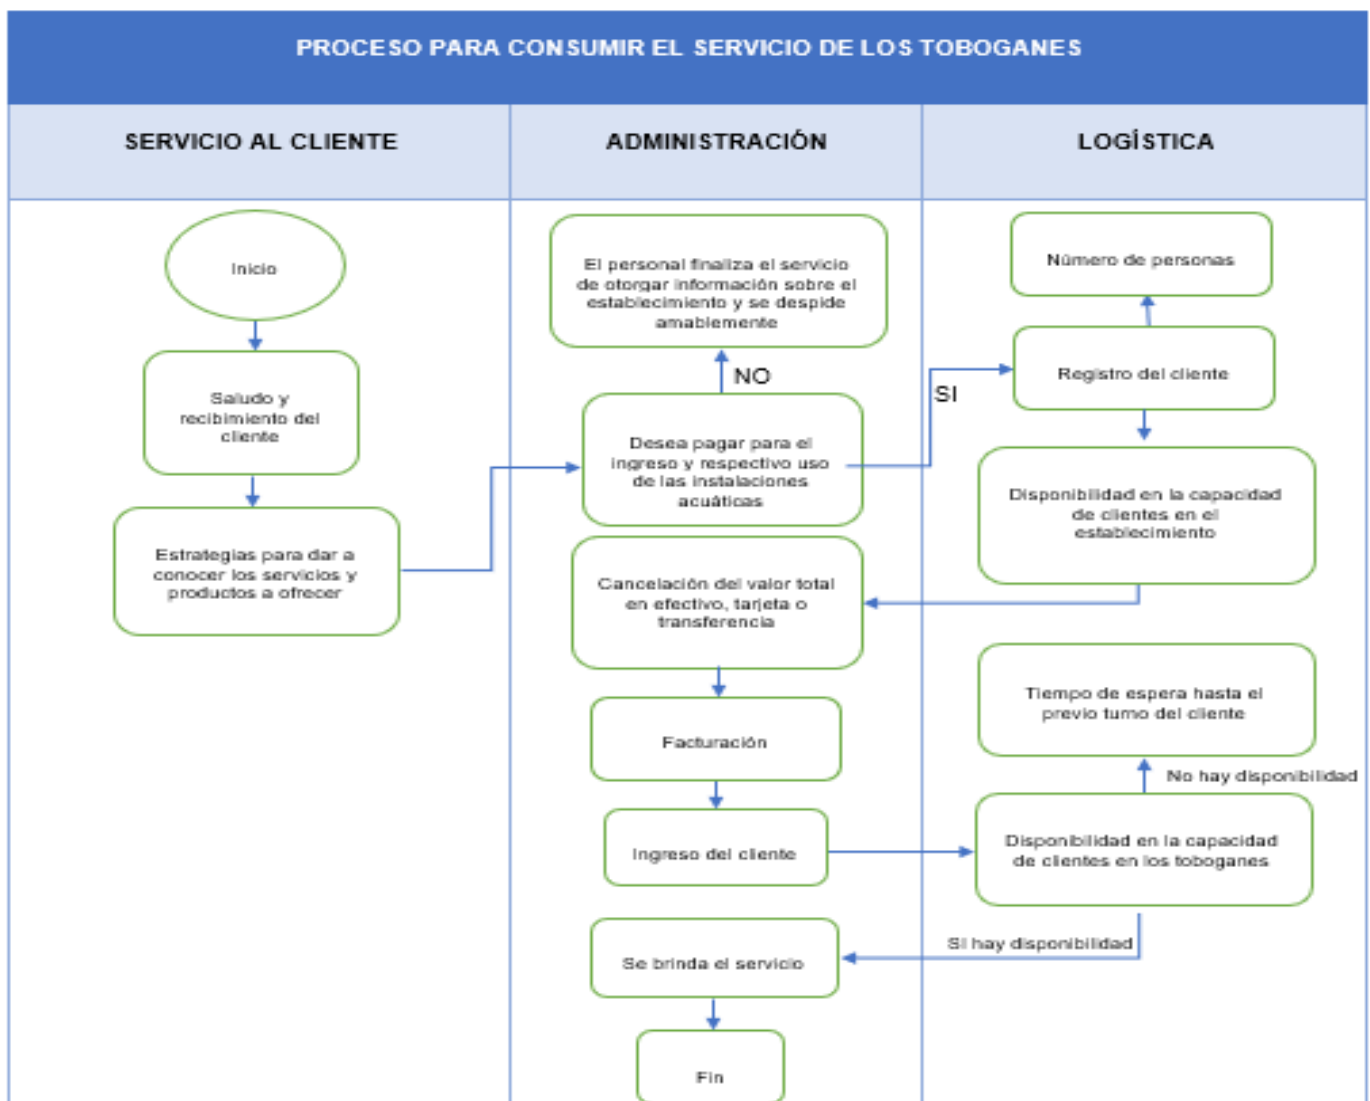 PROCESO PARA CONSUMIR EL SERVICIO DE LOS TOBOGANES
SERVICIO AL CLIENTE
ADMINISTRACIÓN
LOGÍSTICA
Inicio
Saludo y
recibimiento del
cliente
Estrategias para dar a
conocer los servicios y
productos a ofrecer
El personal finaliza el servicio
de otorgar información sobre el
establecimiento y se despide
amablemente
NO
Desea pagar para el
ingreso y respectivo uso
de las instalaciones
acuáticas
SI
Cancelación del valor total
en efectivo, tarjeta o
transferencia
Facturación
Ingreso del cliente
Se brinda el servicio
Fin
Número de personas
Registro del cliente
Disponibilidad en la capacidad
de clientes en el
establecimiento
Tiempo de espera hasta el
previo turno del cliente
No hay disponibilidad
Disponibilidad en la capacidad
de clientes en los toboganes
SI hay disponibilidad